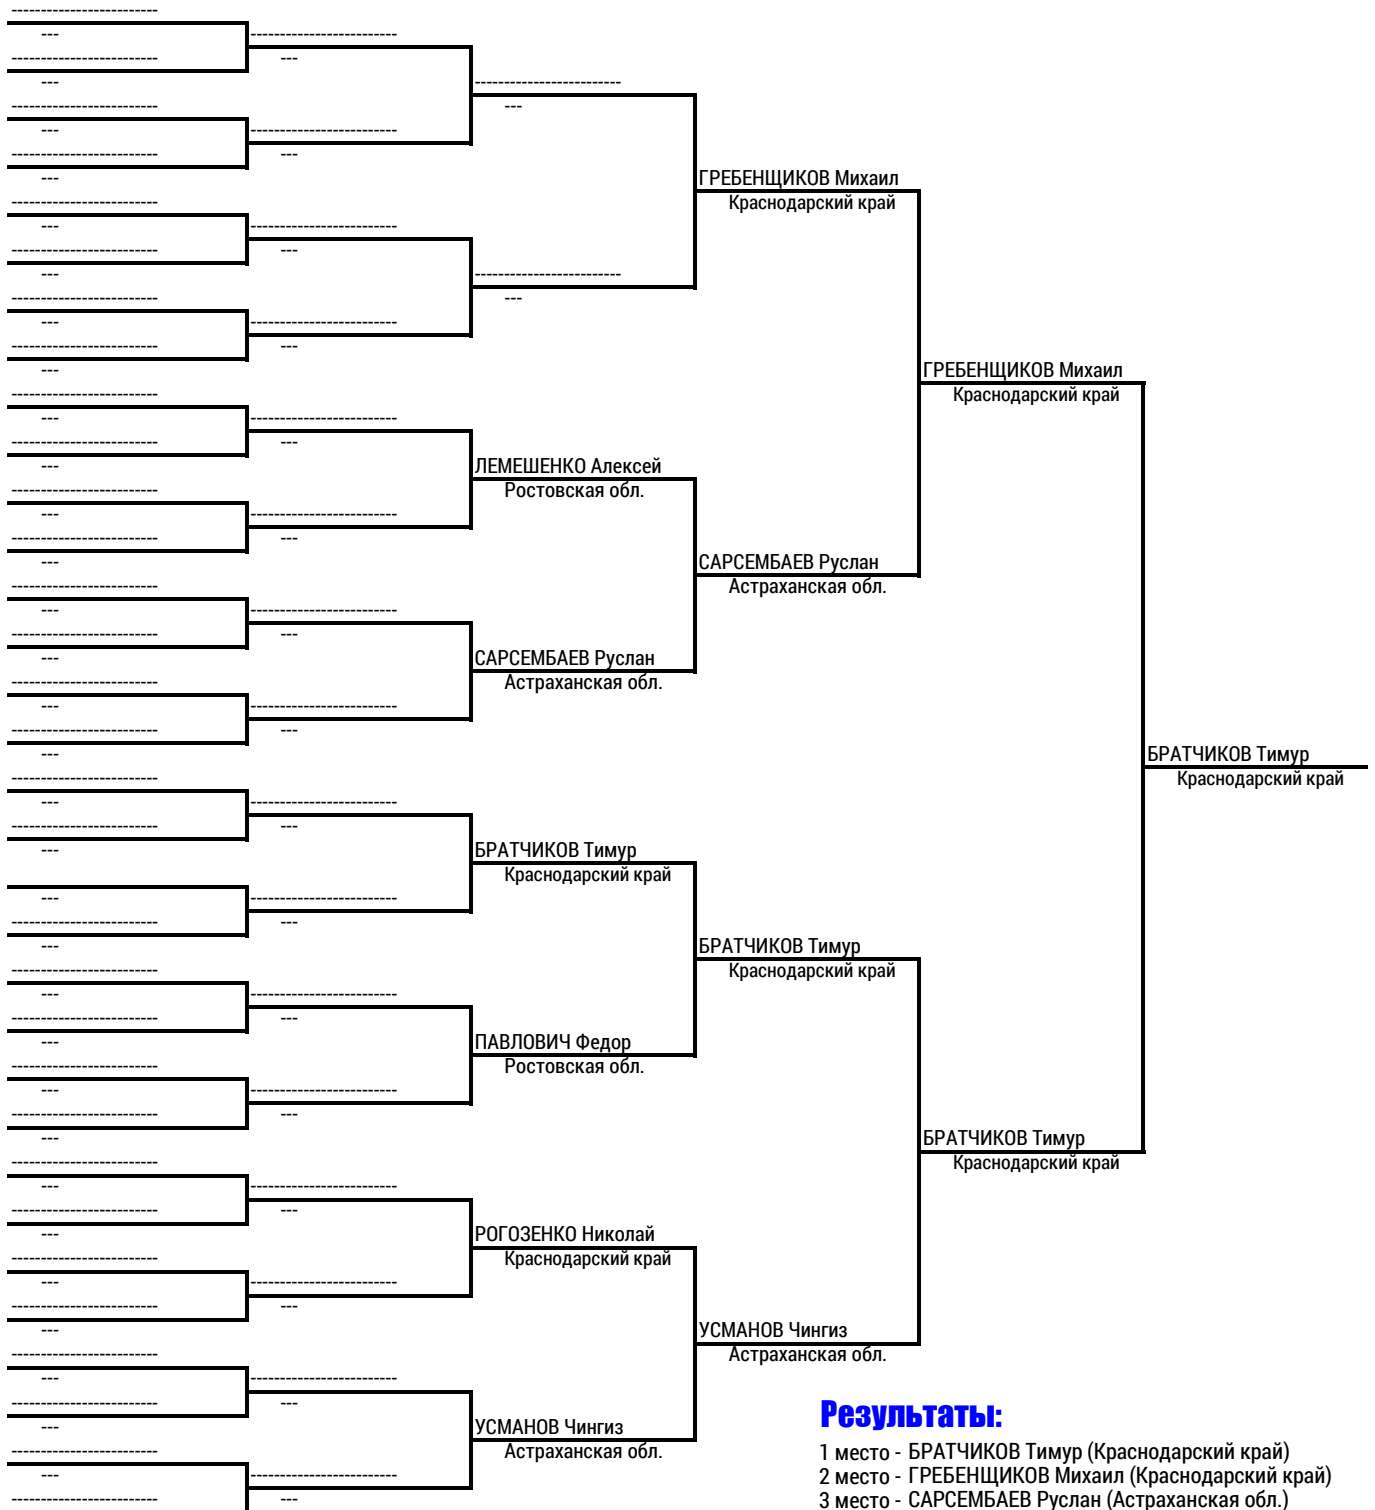 ГРЕБЕНЩИКОВ Михаил
Краснодарский край
ГРЕБЕНЩИКОВ Михаил
Краснодарский край
ЛЕМЕШЕНКО Алексей
Ростовская обл.
САРСЕМБАЕВ Руслан
Астраханская обл.
САРСЕМБАЕВ Руслан
Астраханская обл.
БРАТЧИКОВ Тимур
Краснодарский край
БРАТЧИКОВ Тимур
Краснодарский край
БРАТЧИКОВ Тимур
Краснодарский край
ПАВЛОВИЧ Федор
Ростовская обл.
БРАТЧИКОВ Тимур
Краснодарский край
РОГОЗЕНКО Николай
Краснодарский край
УСМАНОВ Чингиз
Астраханская обл.
УСМАНОВ Чингиз
Астраханская обл.
Результаты:
1 место - БРАТЧИКОВ Тимур (Краснодарский край)
2 место - ГРЕБЕНЩИКОВ Михаил (Краснодарский край)
3 место - САРСЕМБАЕВ Руслан (Астраханская обл.)